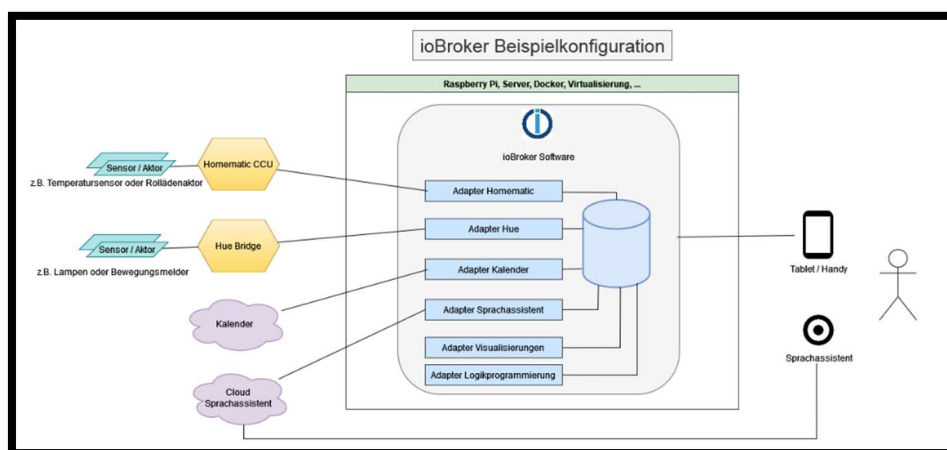 ioBroker Beispielkonfiguration
Raspberry Pi, Server, Docker, Virtualisierung, ...
ioBroker Software
Sensor / Aktor
Homematic CCU
z.B. Temperatursensor oder Rollädenaktor
Adapter Homematic
Sensor / Aktor
Hue Bridge
Adapter Hue
z.B. Lampen oder Bewegungsmelder
Adapter Kalender
Tablet / Handy
Kalender
Adapter Sprachassistent
Adapter Visualisierungen
Sprachassistent
Adapter Logikprogrammierung
Cloud
Sprachassistent